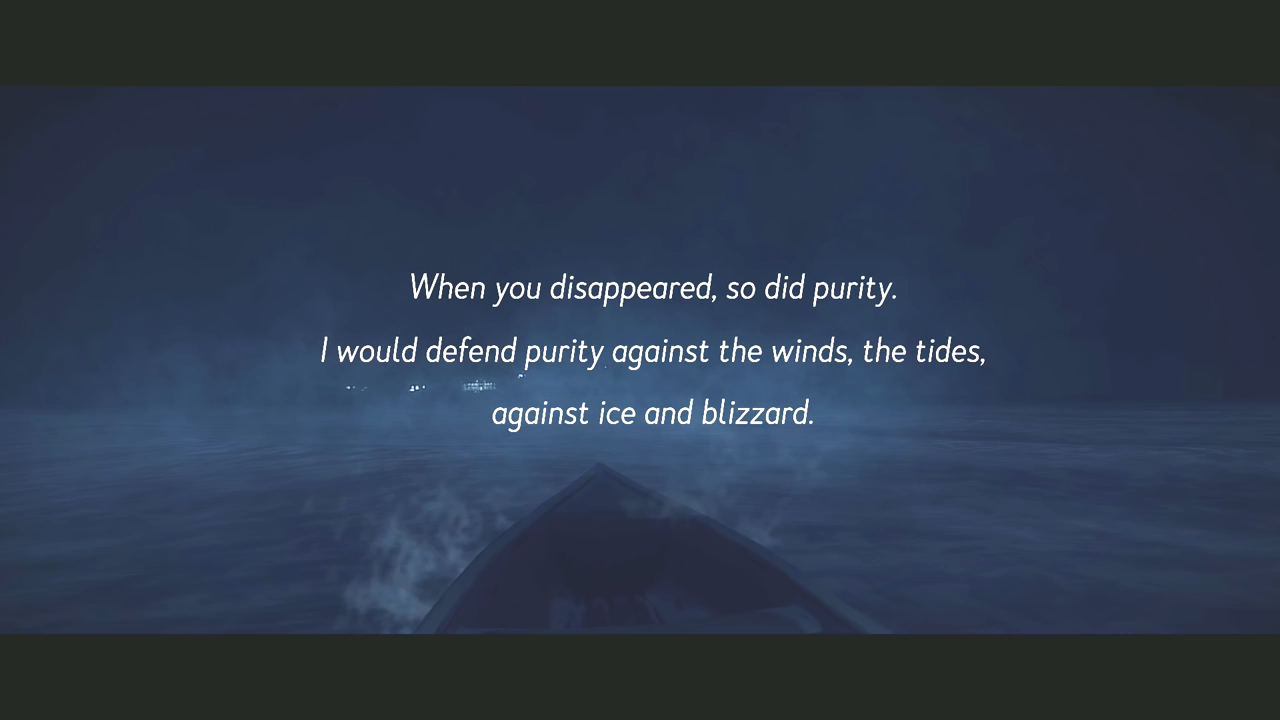 When you disappeared, so did purity.
I would defend purity against the winds, the tides,
against ice and blizzard.